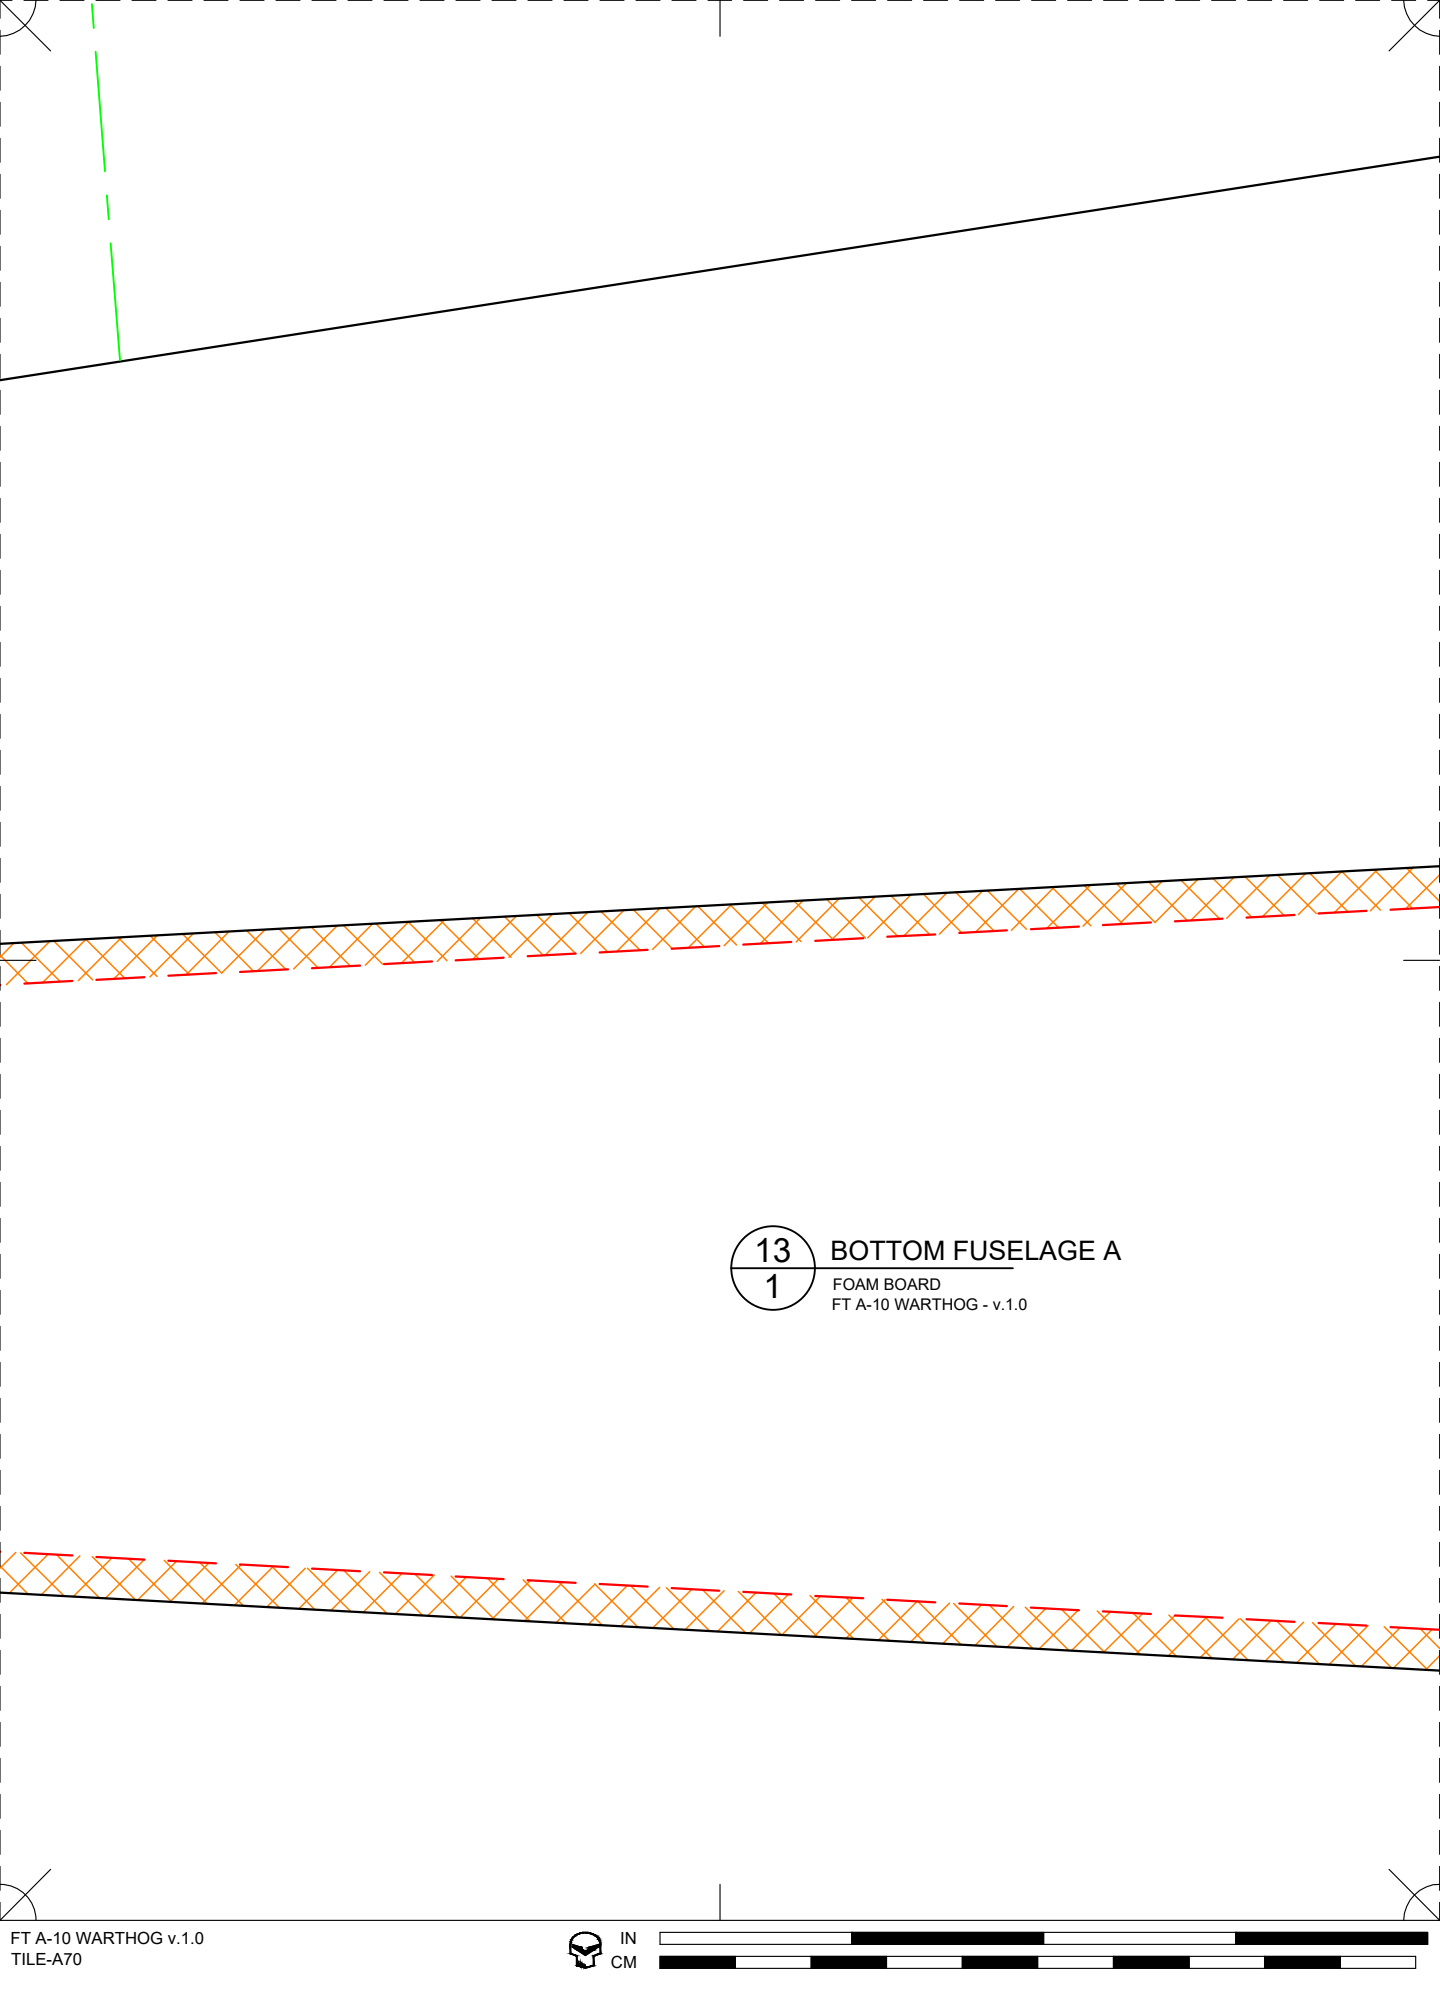 13
1
BOTTOM FUSELAGE A
FOAM BOARD
FT A-10 WARTHOG - v.1.0
FT A-10 WARTHOG v.1.0
TILE-A70
IN
CM